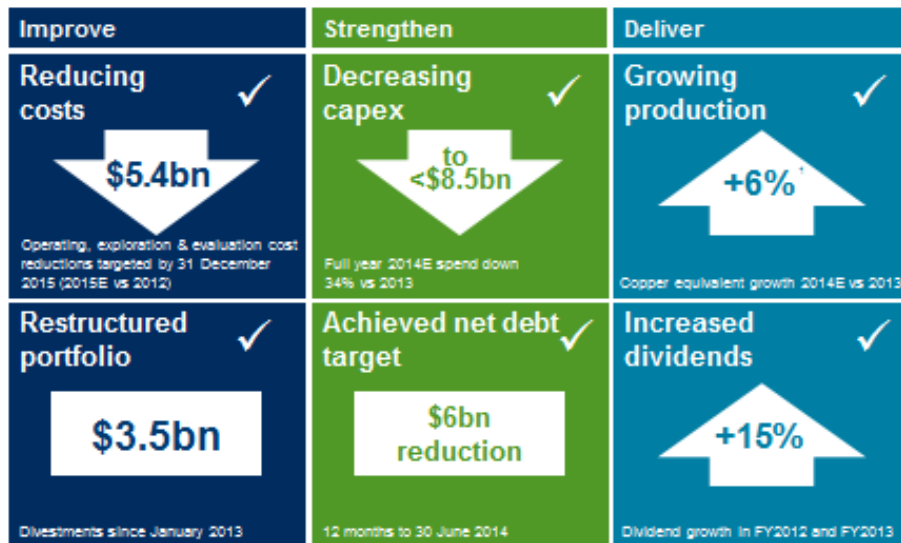 Improve
Strengthen
Deliver
Reducing
costs
✓
$5.4bn
Operating, exploration & evaluation cost
reductions targeted by 31 December
2015 (2015E vs 2012)
Decreasing
capex
✓
to
<$8.5bn
Full year 2014E spend down
34% vs 2013
Growing
production
✓
+6%¹
Copper equivalent growth 2014E vs 2013
Restructured
portfolio
✓
$3.5bn
Divestments since January 2013
Achieved net debt
target
✓
$6bn
reduction
12 months to 30 June 2014
Increased
dividends
✓
+15%
Dividend growth in FY2012 and FY2013